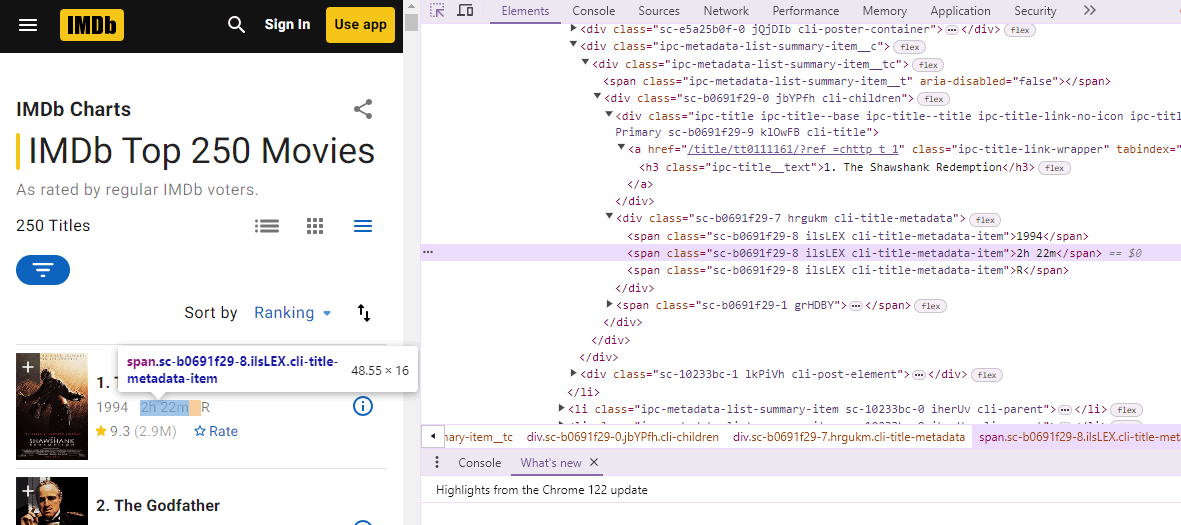 IMDb
Sign In
Use app
IMDb Charts
IMDb Top 250 Movies
As rated by regular IMDb voters.
250 Titles
Sort by Ranking
span.sc-b0691f29-8.ilsLEX.cli-title-
metadata-item
48.55 × 16
1. T
1994 2h 22m R
9.3 (2.9M) Rate
SHAWSHANK
2. The Godfather
Elements Console Sources Network Performance Memory Application Security
<div class="sc-e5a25b0f-0 jQjDIb cli-poster-container"> </div> flex
<div class="ipc-metadata-list-summary-item__c"> flex
<div class="ipc-metadata-list-summary-item__tc"> flex
<span class="ipc-metadata-list-summary-item__t" aria-disabled="false"></span>
<div class="sc-b0691f29-0 jbYPfh cli-children"> flex
<div class="ipc-title ipc-title--base ipc-title--title ipc-title-link-no-icon ipc-tit
Primary sc-b0691f29-9 klOwFB cli-title">
<a href="/title/tt0111161/?ref_=chttp_t_1" class="ipc-title-link-wrapper" tabindex="
<h3 class="ipc-title__text">1. The Shawshank Redemption</h3> flex
</a>
</div>
<div class="sc-b0691f29-7 hrgukm cli-title-metadata"> flex
<span class="sc-b0691f29-8 ilsLEX cli-title-metadata-item">1994</span>
<span class="sc-b0691f29-8 ilsLEX cli-title-metadata-item">2h 22m</span> == $0
<span class="sc-b0691f29-8 ilsLEX cli-title-metadata-item">R</span>
</div>
<span class="sc-b0691f29-1 grHDBY"> </span> flex
</div>
</div>
</div>
<div class="sc-10233bc-1 lkPiVh cli-post-element"> </div> flex
</li>
<li class="ipc-metadata-list-summary-item sc-10233bc-0 iherUv cli-parent"> </li> flex
nary-item__tc div.sc-b0691f29-0.jbYPfh.cli-children div.sc-b0691f29-7.hrgukm.cli-title-metadata span.sc-b0691f29-8.ilsLEX.cli-title-met
Console What's new
Highlights from the Chrome 122 update